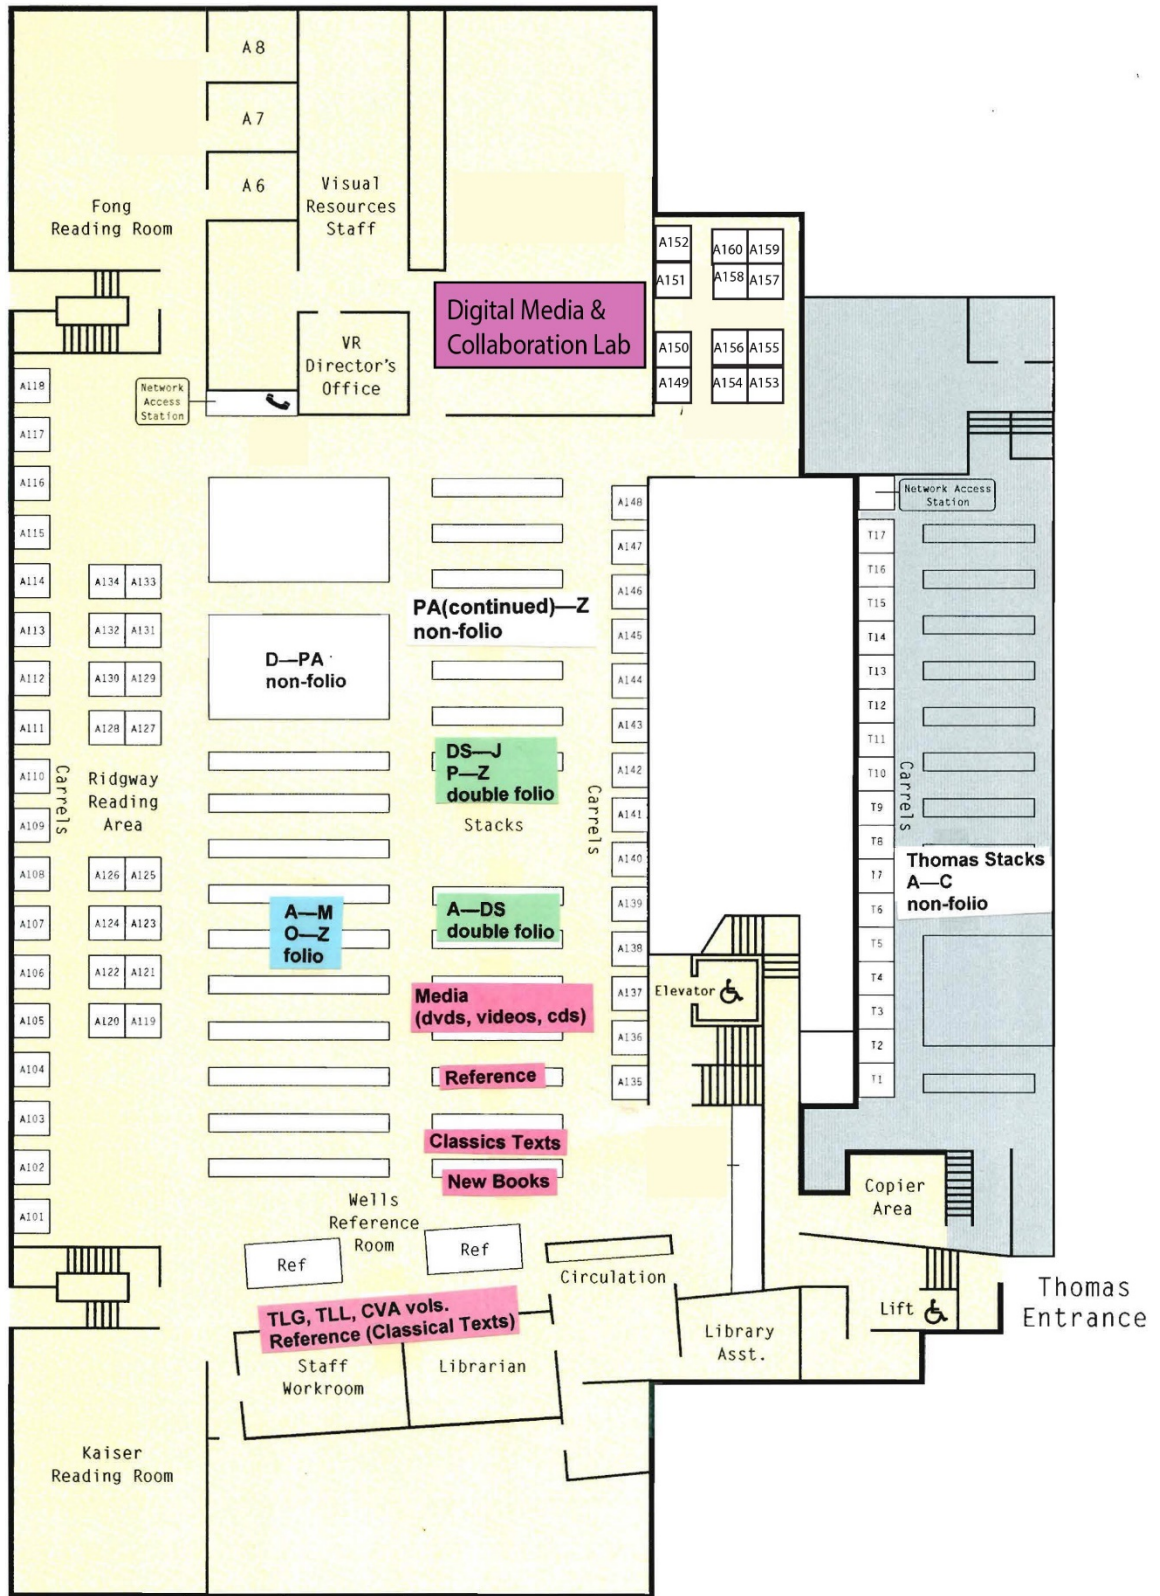 A8
A7
A6
Fong
Reading Room
Visual
Resources
Staff
A152
A160 A159
A151
A158 A157
Digital Media &
Collaboration Lab
VR
Director's
Office
A150
A156 A155
A149
A154 A153
Network
Access
Station
A118
A117
A116
A115
A114
A113
A112
A111
A110
A109
A108
A107
A106
A105
A104
A103
A102
A101
Carrels
A134 A133
A132 A131
A130 A129
A128 A127
Ridgway
Reading
Area
A126 A125
A124 A123
A122 A121
A120 A119
D—PA
non-folio
A—M
O—Z
folio
PA(continued)—Z
non-folio
DS—J
P—Z
double folio
Stacks
A—DS
double folio
Media
(dvds, videos, cds)
Reference
Classics Texts
New Books
A148
A147
A146
A145
A144
A143
A142
A141
A140
A139
A138
A137
A136
A135
Carrels
Elevator
Network Access
Station
T17
T16
T15
T14
T13
T12
T11
T10
T9
T8
T7
T6
T5
T4
T3
T2
T1
Carrels
Thomas Stacks
A—C
non-folio
Copier
Area
Wells
Reference
Room
Ref
Ref
Circulation
TLG, TLL, CVA vols.
Reference (Classical Texts)
Staff
Workroom
Librarian
Library
Asst.
Lift
Thomas
Entrance
Kaiser
Reading Room